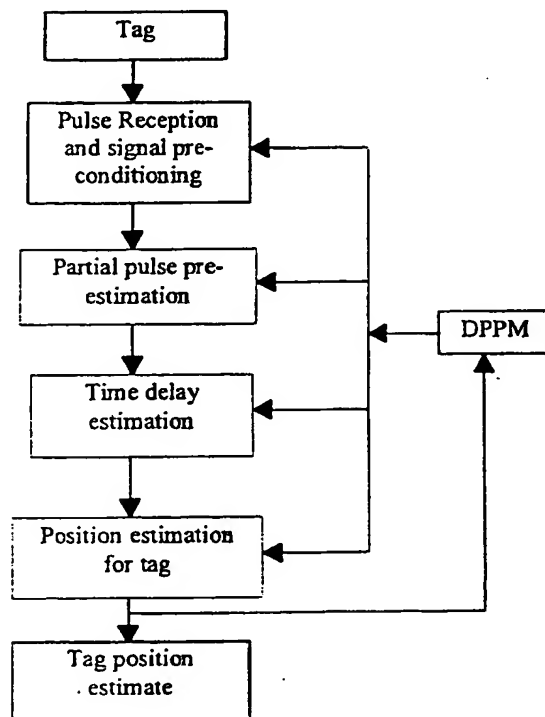 Tag
Pulse Reception
and signal pre-
conditioning
Partial pulse pre-
estimation
DPPM
Time delay
estimation
Position estimation
for tag
Tag position
estimate